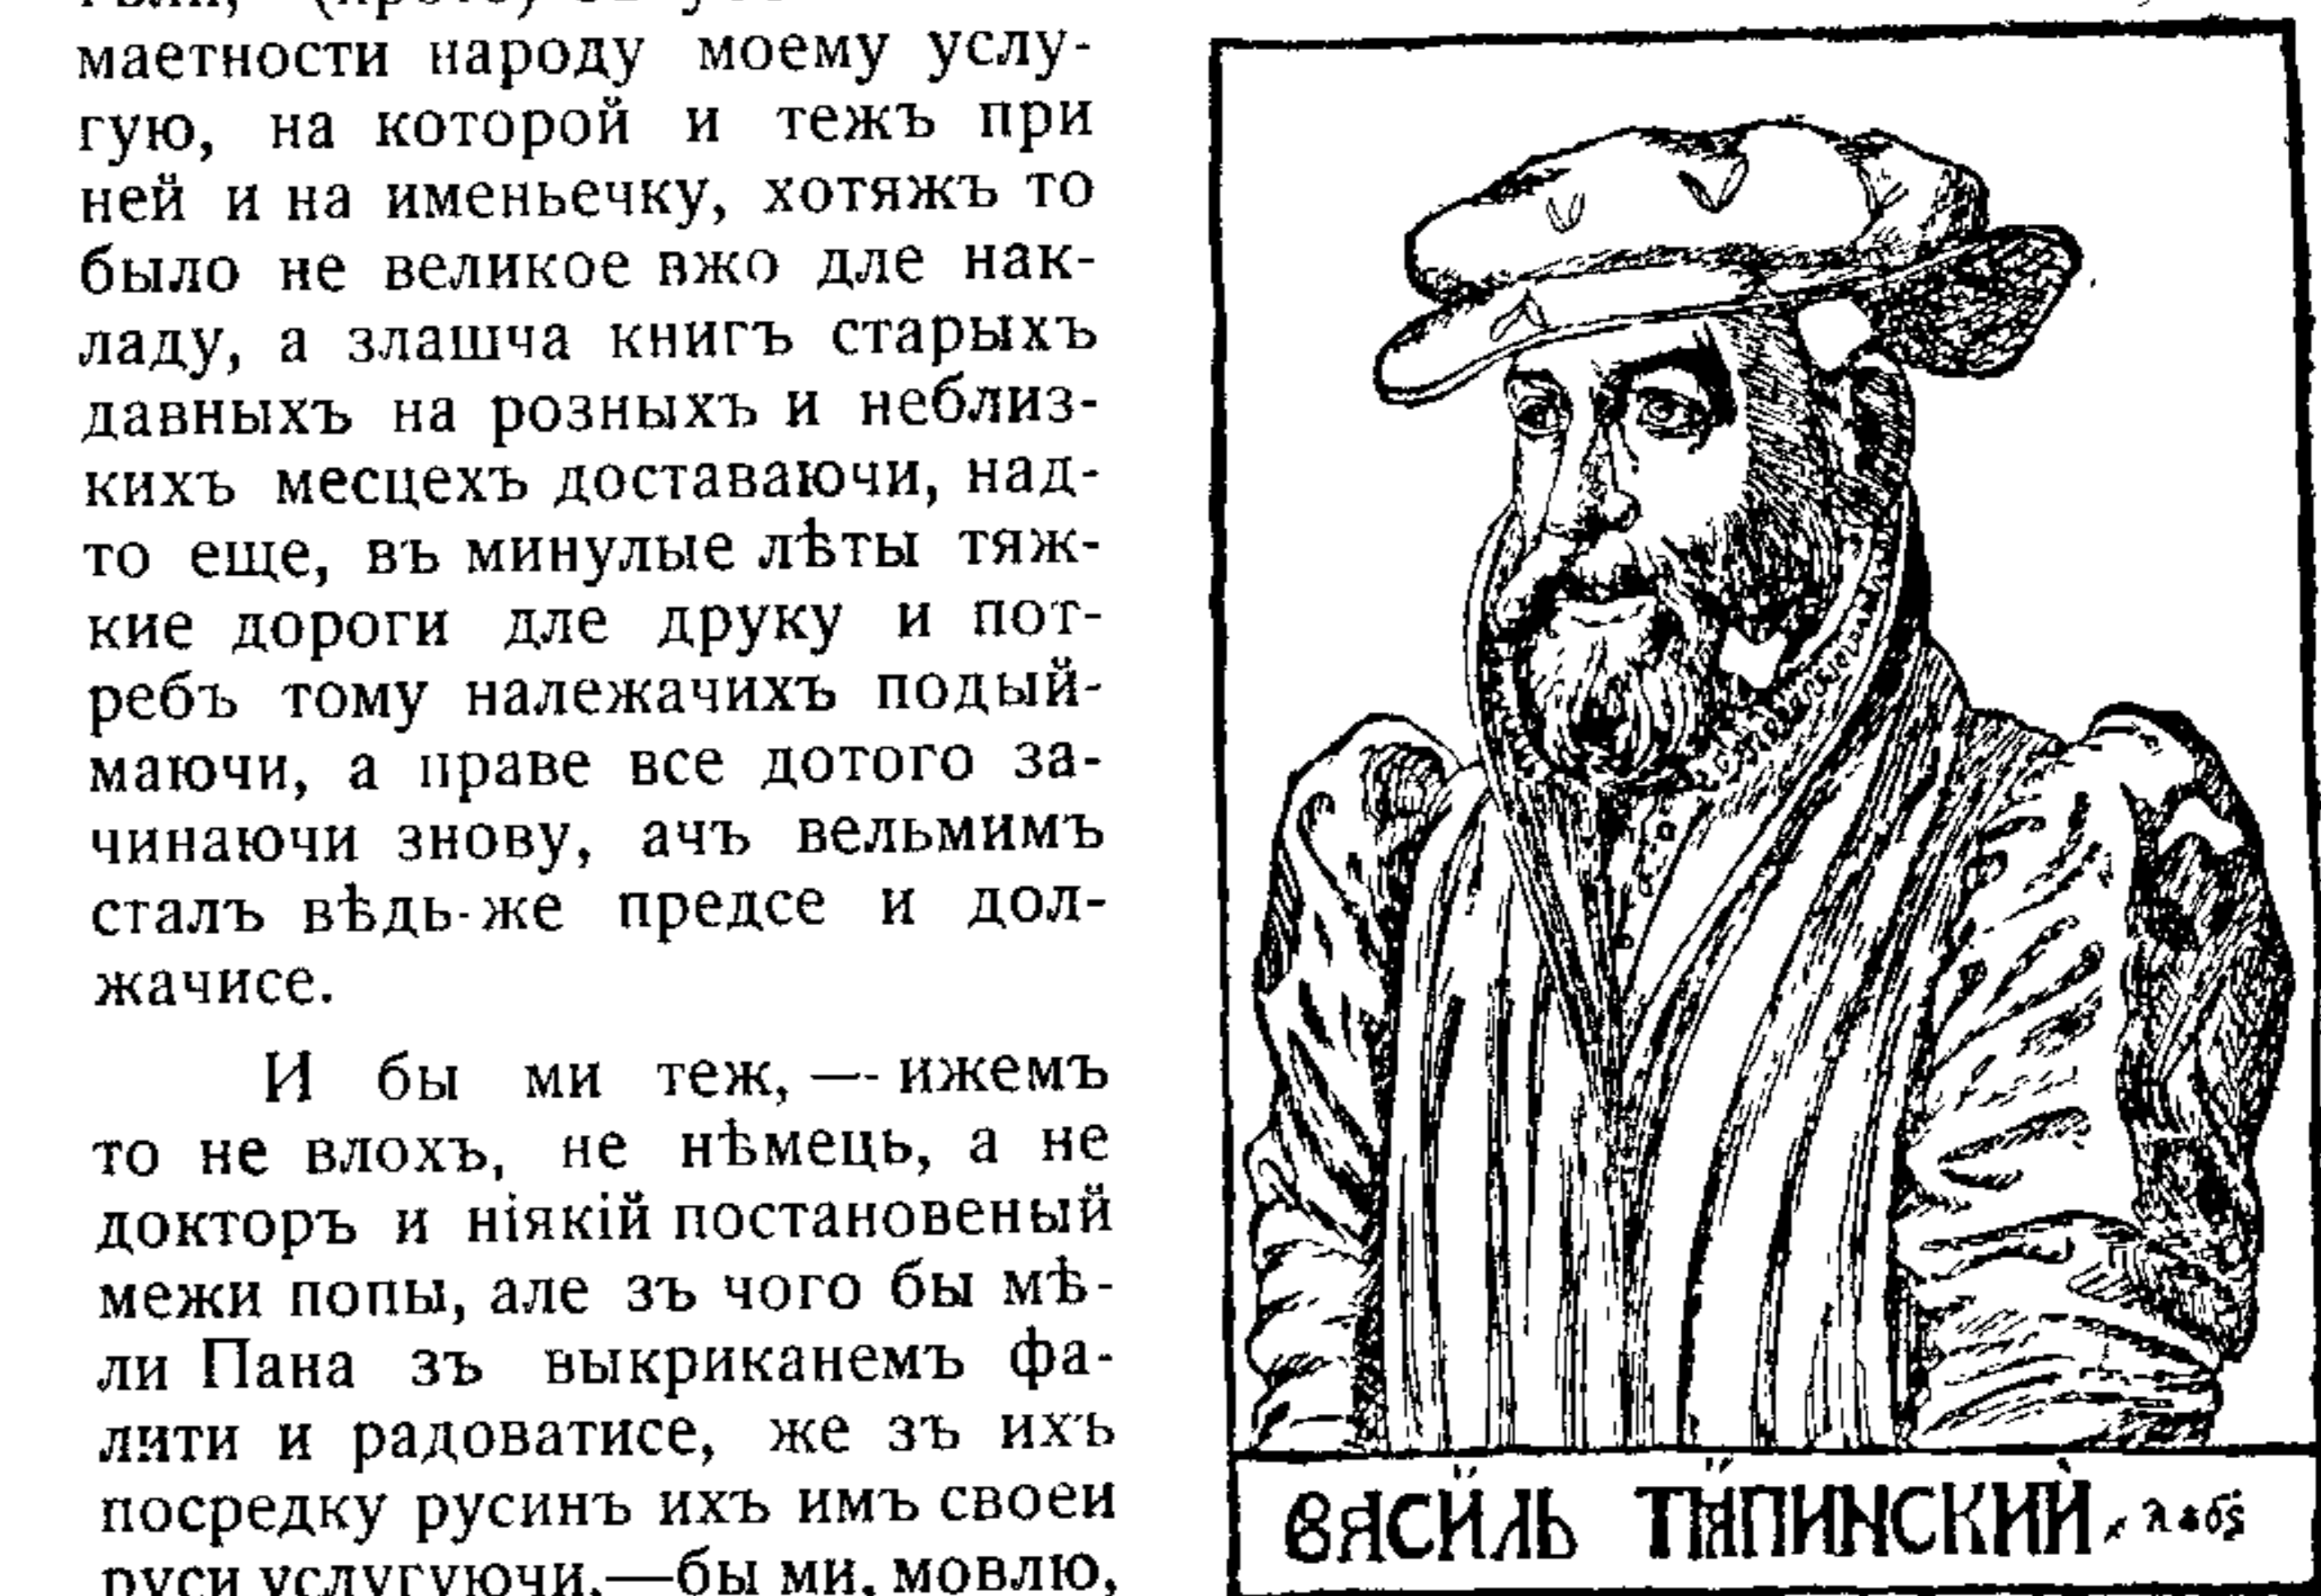 маетности народу моему услу-
гую, на которой и тежъ при
ней и на именьечку, хотяжъ то
было не великое вжо дле нак-
ладу, а злашча книгъ старыхъ
давныхъ на розныхъ и неблиз-
кихъ месцехъ доставаючи, над-
то еще, въ минулые лѣты тяж-
кие дороги дле друку и пот-
ребъ тому належачихъ подый-
маючи, а праве все дотого за-
чинаючи знову, ачъ вельмимъ
сталъ вѣдь-же предсе и дол-
жачисе.
И бы ми теж, — ижемъ
то не влохъ, не нѣмець, а не
докторъ и ніякій постановеный
межи попы, але зъ чого бы мѣ-
ли Пана зъ выкриканемъ фа-
лити и радоватисе, же зъ ихъ
посредку русинъ ихъ имъ своеи
руси услугуючи,—бы ми, мовлю,
ВАСИЛЬ ТЯПИНСКИЙ